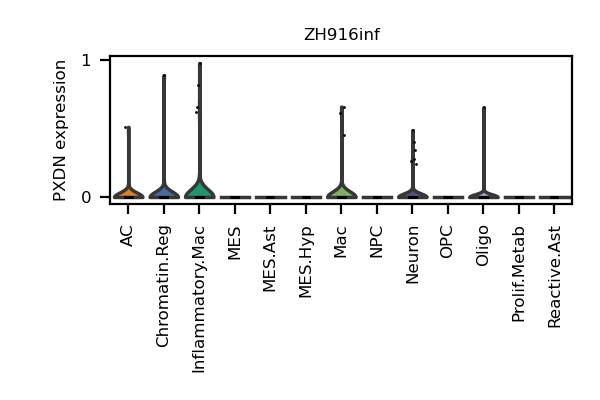 ZH916inf
PXDN expression
1
0
AC
Chromatin.Reg
Inflammatory.Mac
MES
MES.Ast
MES.Hyp
Mac
NPC
Neuron
OPC
Oligo
Prolif.Metab
Reactive.Ast